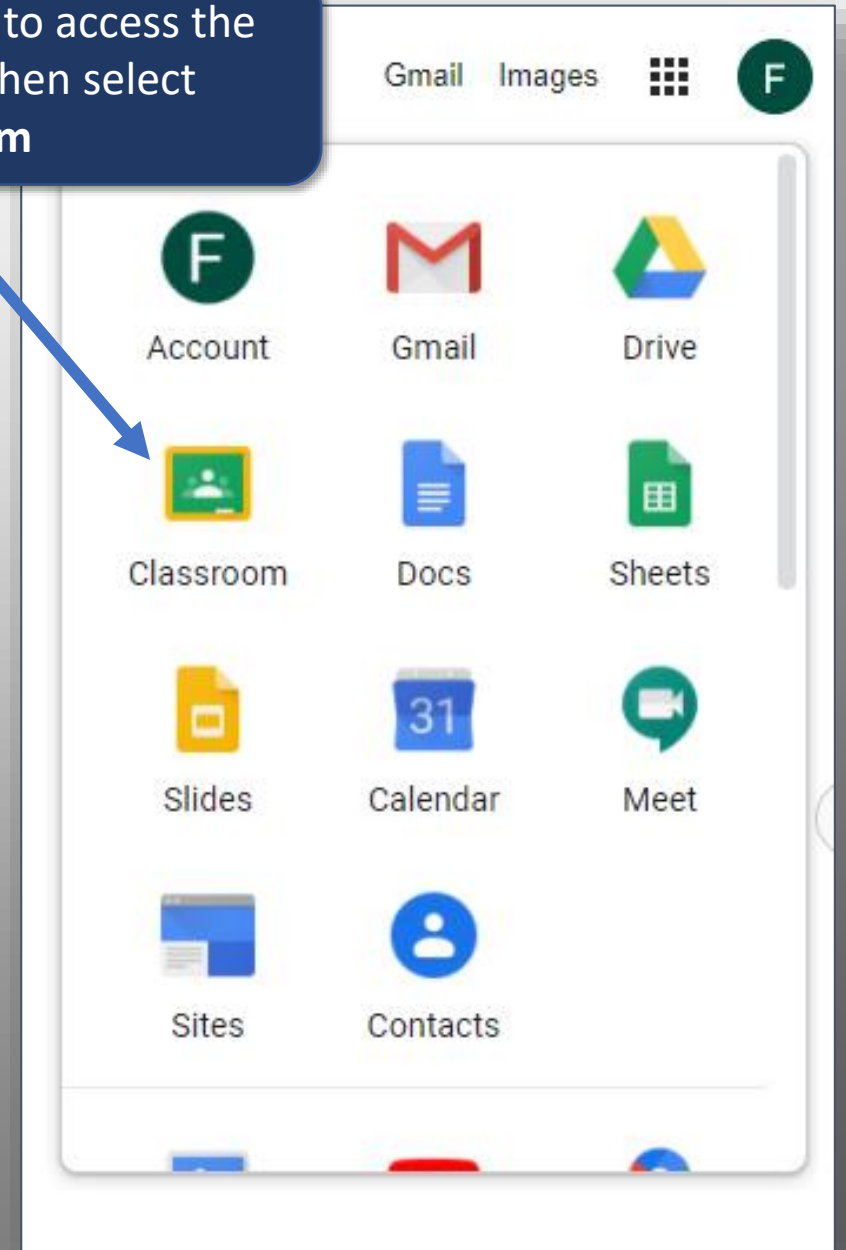 to access the
hen select
m
Gmail Images F
F
Account Gmail Drive
Classroom Docs Sheets
31
Slides Calendar Meet
Sites Contacts